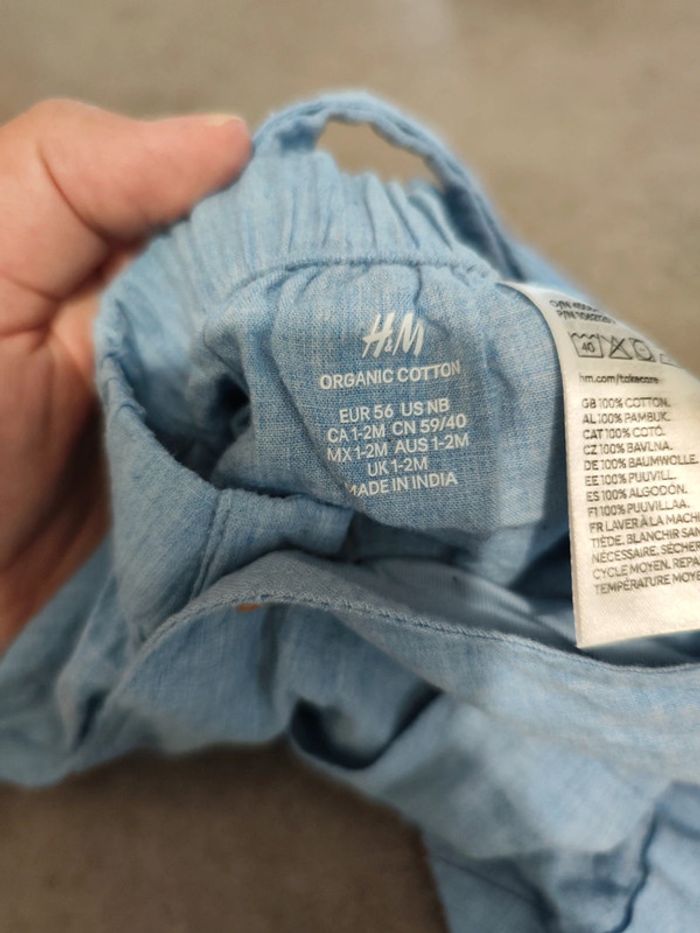 H&M
ORGANIC COTTON
EUR 56 US NB
CA 1-2M CN 59/40
MX 1-2M AUS 1-2M
UK 1-2M
MADE IN INDIA
40
hm.com/takecare
GB 100% COTTON.
AL 100% PAMBUK.
CAT 100% COTÓ.
CZ 100% BAVLNA.
DE 100% BAUMWOLLE.
EE 100% PUUVILL.
ES 100% ALGODÓN.
FI 100% PUUVILLAA.
FR LAVER À LA MACHI
TIÈDE. BLANCHIR SAN
NÉCESSAIRE. SÉCHER
CYCLE MOYEN. REPA
TEMPÉRATURE MOYE